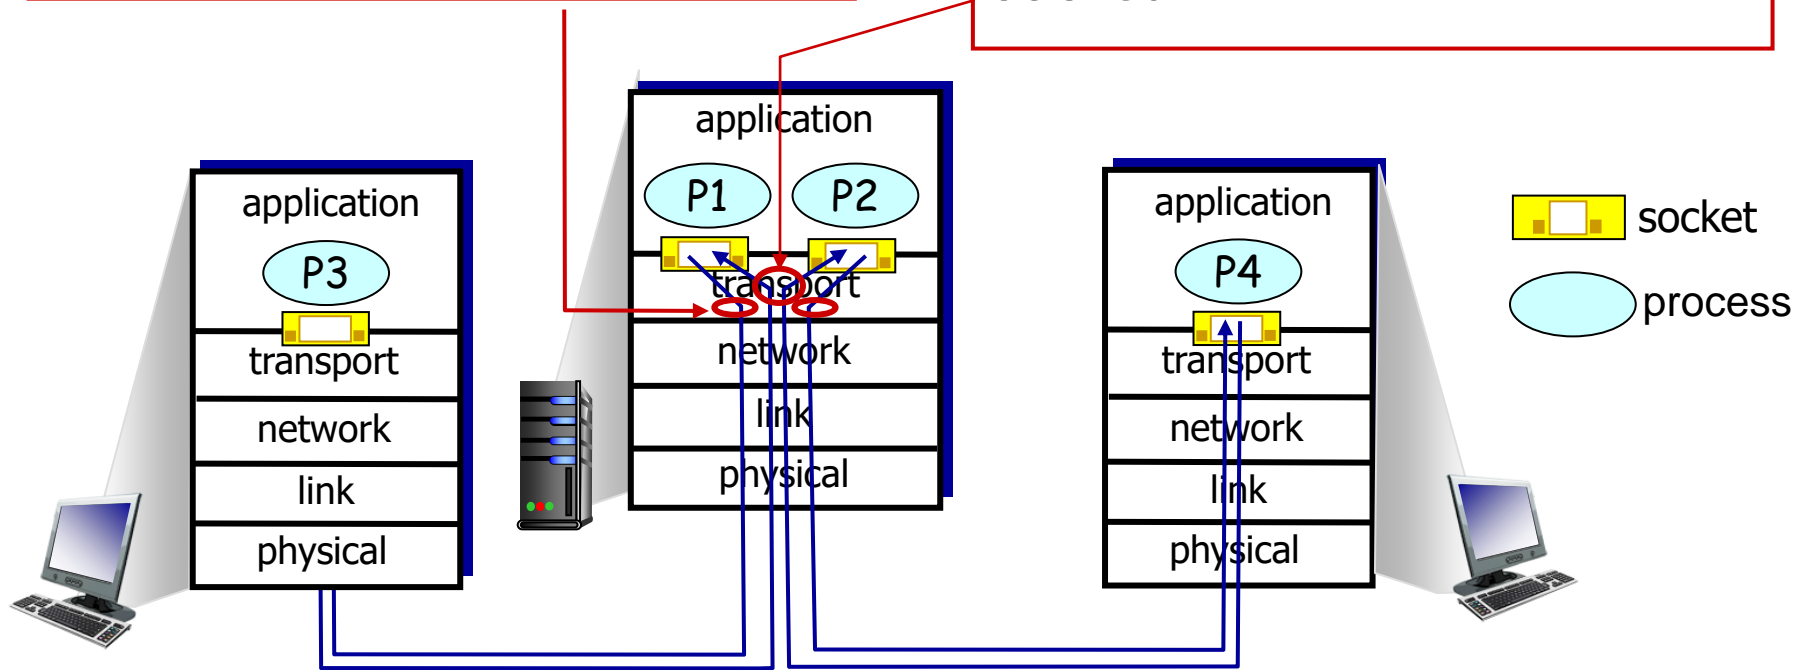 application
P1
P2
transport
network
link
physical
application
P3
transport
network
link
physical
application
P4
transport
network
link
physical
socket
process